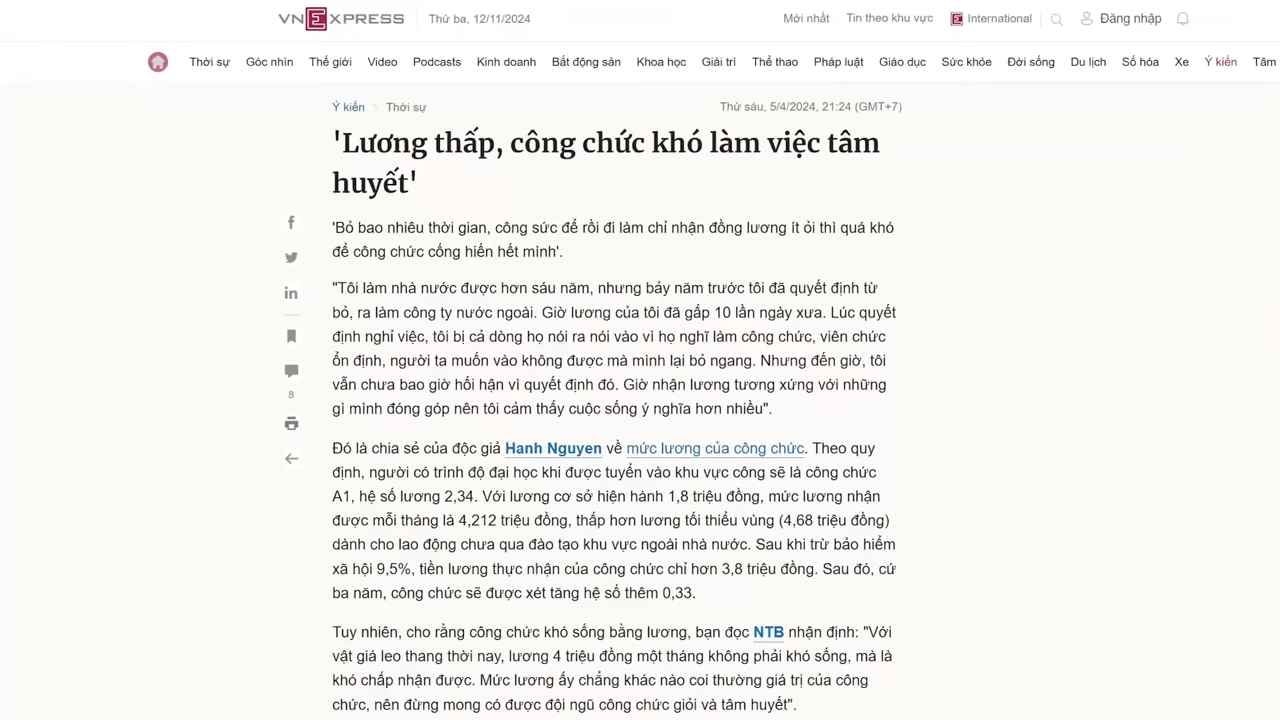 VNEXPRESS
Thứ ba, 12/11/2024
Mới nhất
Tin theo khu vực
E International
Đăng nhập
Thời sự
Góc nhìn
Thế giới
Video
Podcasts
Kinh doanh
Bất động sản
Khoa học
Giải trí
Thể thao
Pháp luật
Giáo dục
Sức khỏe
Đời sống
Du lịch
Số hóa
Xe
Ý kiến
Tâm
Ý kiến > Thời sự
Thứ sáu, 5/4/2024, 21:24 (GMT+7)
'Lương thấp, công chức khó làm việc tâm
huyết'
'Bỏ bao nhiêu thời gian, công sức để rồi đi làm chỉ nhận đồng lương ít ỏi thì quá khó
để công chức cống hiến hết mình'.
"Tôi làm nhà nước được hơn sáu năm, nhưng bảy năm trước tôi đã quyết định từ
bỏ, ra làm công ty nước ngoài. Giờ lương của tôi đã gấp 10 lần ngày xưa. Lúc quyết
định nghỉ việc, tôi bị cả dòng họ nói ra nói vào vì họ nghĩ làm công chức, viên chức
ổn định, người ta muốn vào không được mà mình lại bỏ ngang. Nhưng đến giờ, tôi
vẫn chưa bao giờ hối hận vì quyết định đó. Giờ nhận lương tương xứng với những
gì mình đóng góp nên tôi cảm thấy cuộc sống ý nghĩa hơn nhiều".
8
Đó là chia sẻ của độc giả Hanh Nguyen về mức lương của công chức. Theo quy
định, người có trình độ đại học khi được tuyển vào khu vực công sẽ là công chức
A1, hệ số lương 2,34. Với lương cơ sở hiện hành 1,8 triệu đồng, mức lương nhận
được mỗi tháng là 4,212 triệu đồng, thấp hơn lương tối thiểu vùng (4,68 triệu đồng)
dành cho lao động chưa qua đào tạo khu vực ngoài nhà nước. Sau khi trừ bảo hiểm
xã hội 9,5%, tiền lương thực nhận của công chức chỉ hơn 3,8 triệu đồng. Sau đó, cứ
ba năm, công chức sẽ được xét tăng hệ số thêm 0,33.
Tuy nhiên, cho rằng công chức khó sống bằng lương, bạn đọc NTB nhận định: "Với
vật giá leo thang thời nay, lương 4 triệu đồng một tháng không phải khó sống, mà là
khó chấp nhận được. Mức lương ấy chẳng khác nào coi thường giá trị của công
chức, nên đừng mong có được đội ngũ công chức giỏi và tâm huyết".